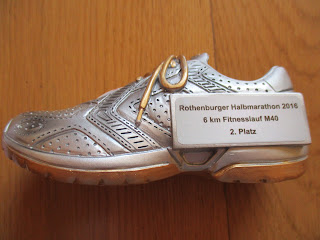 Rothenburger Halbmarathon 2016
6 km Fitnesslauf M40
2. Platz